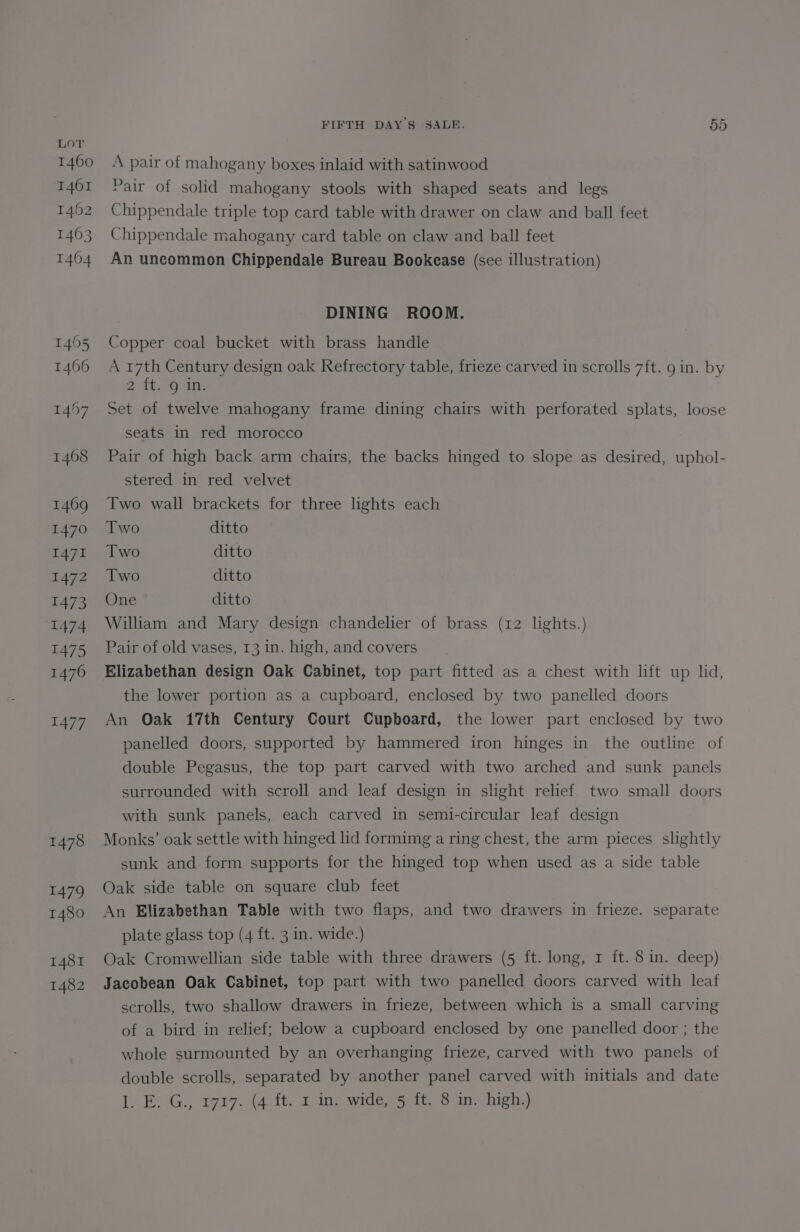 FIFTH DAY'S SALE. 55
LOT
1460 A pair of mahogany boxes inlaid with satinwood
1461 Pair of solid mahogany stools with shaped seats and legs
1462 Chippendale triple top card table with drawer on claw and ball feet
1463 Chippendale mahogany card table on claw and ball feet
1464 An uncommon Chippendale Bureau Bookcase (see illustration)
DINING ROOM.
1465 Copper coal bucket with brass handle
1466 A 17th Century design oak Refrectory table, frieze carved in scrolls 7ft. 9 in. by
2 ft. 9 in.
1467 Set of twelve mahogany frame dining chairs with perforated splats, loose
seats in red morocco
1468 Pair of high back arm chairs, the backs hinged to slope as desired, uphol-
stered in red velvet
1469 Two wall brackets for three lights each
1470 Two ditto
1471 Two ditto
1472 Two ditto
1473 One ditto
1474 William and Mary design chandelier of brass (12 lights.)
1475 Pair of old vases, 13 in. high, and covers
1476 Elizabethan design Oak Cabinet, top part fitted as a chest with lift up lid,
the lower portion as a cupboard, enclosed by two panelled doors
1477 An Oak 17th Century Court Cupboard, the lower part enclosed by two
panelled doors, supported by hammered iron hinges in the outline of
double Pegasus, the top part carved with two arched and sunk panels
surrounded with scroll and leaf design in slight relief two small doors
with sunk panels, each carved in semi-circular leaf design
1478 Monks' oak settle with hinged lid formimg a ring chest, the arm pieces slightly
sunk and form supports for the hinged top when used as a side table
1479 Oak side table on square club feet
1480 An Elizabethan Table with two flaps, and two drawers in frieze. separate
plate glass top (4 ft. 3 in. wide.)
1481 Oak Cromwellian side table with three drawers (5 ft. long, 1 ft. 8 in. deep)
1482 Jacobean Oak Cabinet, top part with two panelled doors carved with leaf
scrolls, two shallow drawers in frieze, between which is a small carving
of a bird in relief; below a cupboard enclosed by one panelled door ; the
whole surmounted by an overhanging frieze, carved with two panels of
double scrolls, separated by another panel carved with initials and date
I. E. G., 1717. (4 ft. 1 in. wide, 5 ft. 8 in. high.)